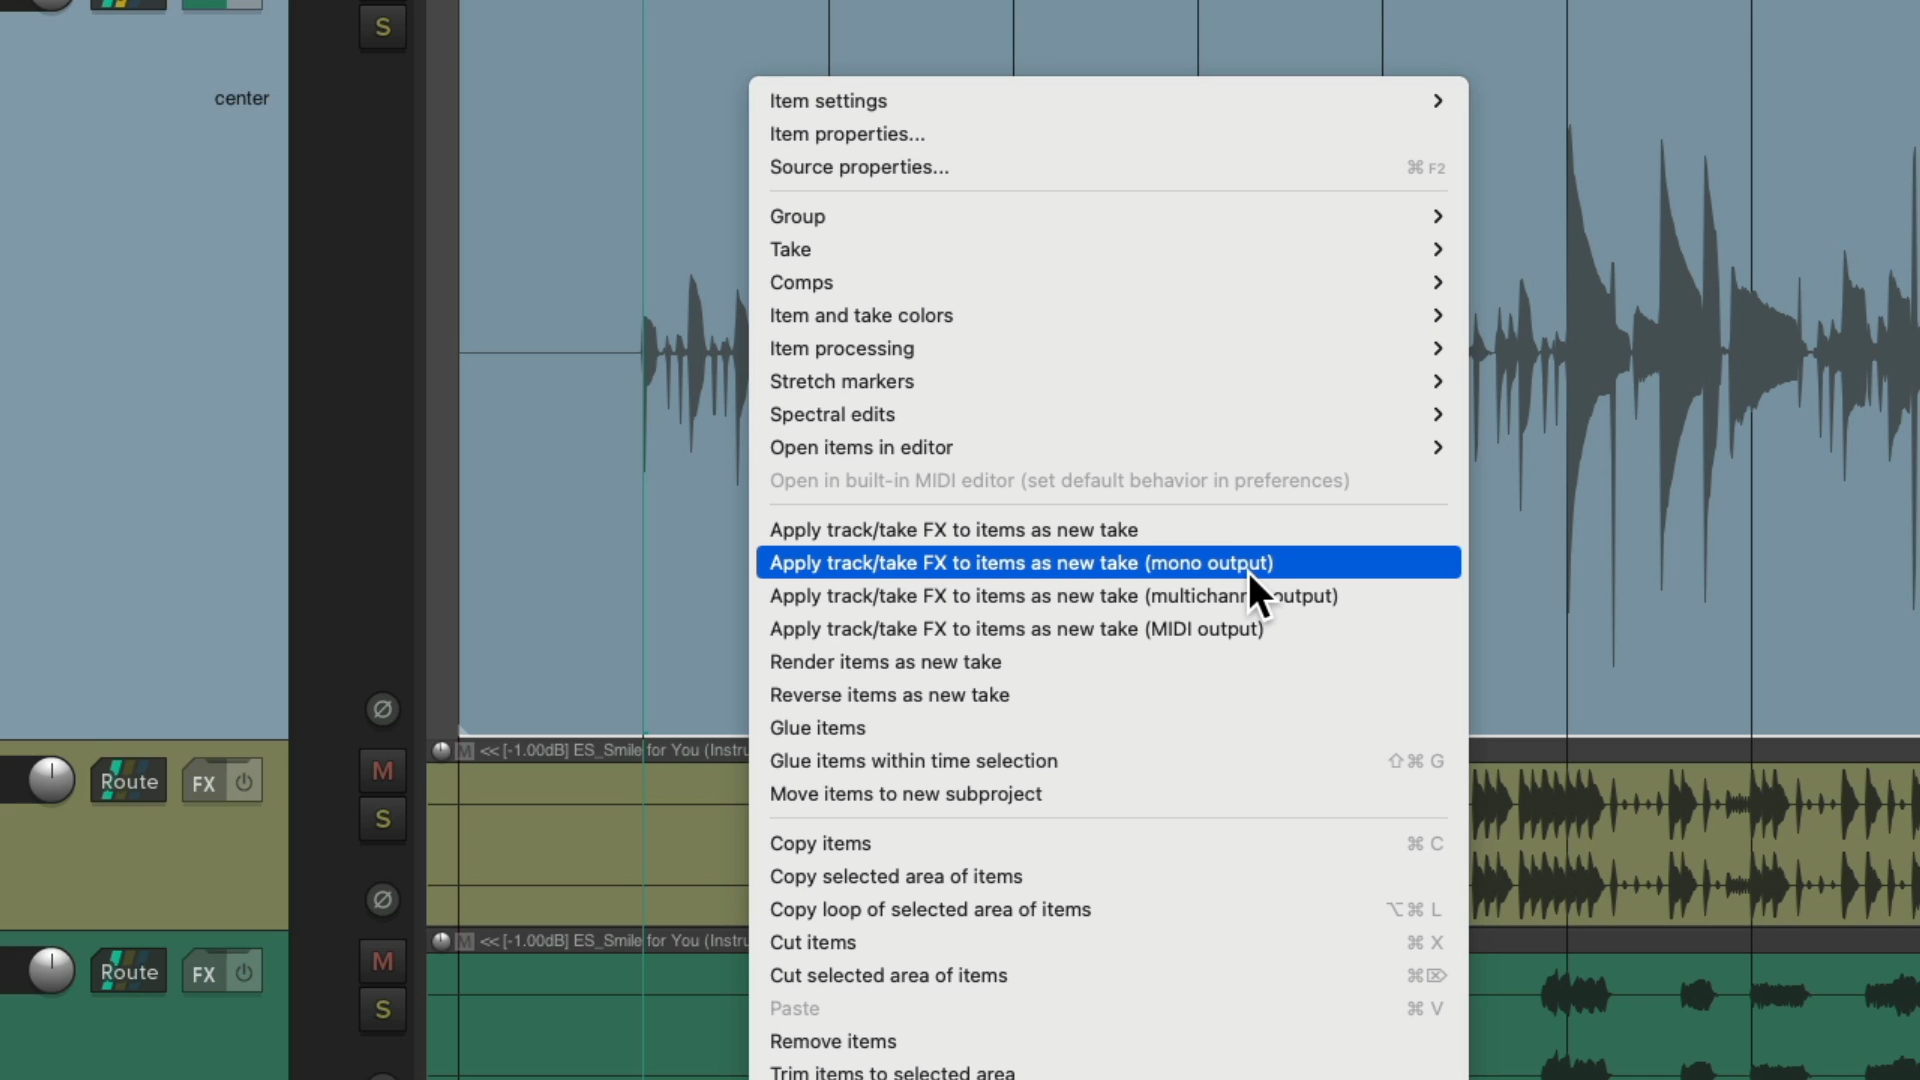 S
center
Item settings
Item properties...
Source properties...
⌘ F2
Group
Take
Comps
Item and take colors
Item processing
Stretch markers
Spectral edits
Open items in editor
Open in built-in MIDI editor (set default behavior in preferences)
Apply track/take FX to items as new take
Apply track/take FX to items as new take (mono output)
Apply track/take FX to items as new take (multichann output)
Apply track/take FX to items as new take (MIDI output)
Render items as new take
Reverse items as new take
Glue items
Glue items within time selection
⇧⌘ G
Move items to new subproject
Copy items
⌘ C
Copy selected area of items
Copy loop of selected area of items
⌥⌘ L
Cut items
⌘ X
Cut selected area of items
⌘⌦
Paste
⌘ V
Remove items
Trim items to selected area
Ø
M << [-1.00dB] ES_Smile for You (Instru
Route
FX
M
S
Ø
M << [-1.00dB] ES_Smile for You (Instru
Route
FX
M
S